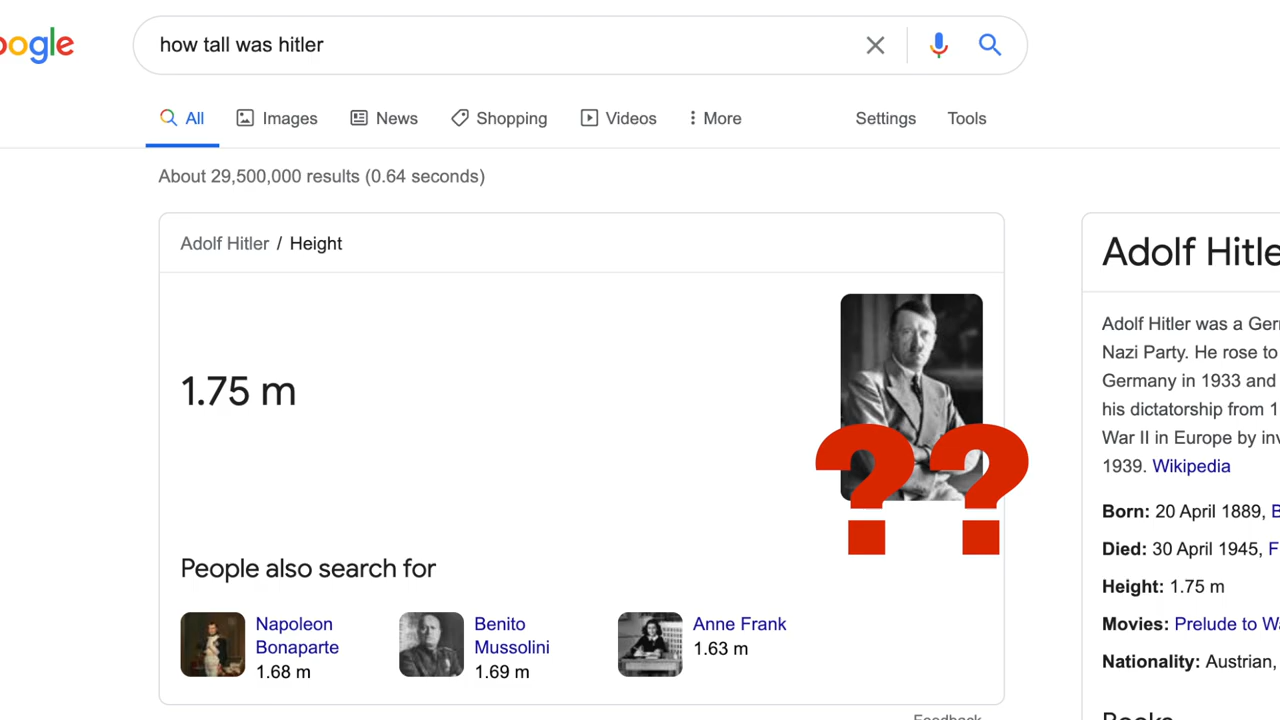 oogle
how tall was hitler
All Images News Shopping Videos More Settings Tools
About 29,500,000 results (0.64 seconds)
Adolf Hitler / Height
1.75 m
??
People also search for
Napoleon
Bonaparte
1.68 m
Benito
Mussolini
1.69 m
Anne Frank
1.63 m
Adolf Hitle
Adolf Hitler was a Ger
Nazi Party. He rose to
Germany in 1933 and
his dictatorship from 1
War II in Europe by inv
1939. Wikipedia
Born: 20 April 1889, B
Died: 30 April 1945, F
Height: 1.75 m
Movies: Prelude to Wa
Nationality: Austrian,
Books
Feedback